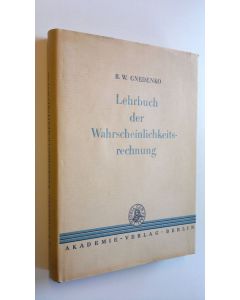 B. W. GNEDENKO
Lehrbuch
der
Wahrscheinlichkeits-
rechnung
AKADEMIE-VERLAG·BERLIN